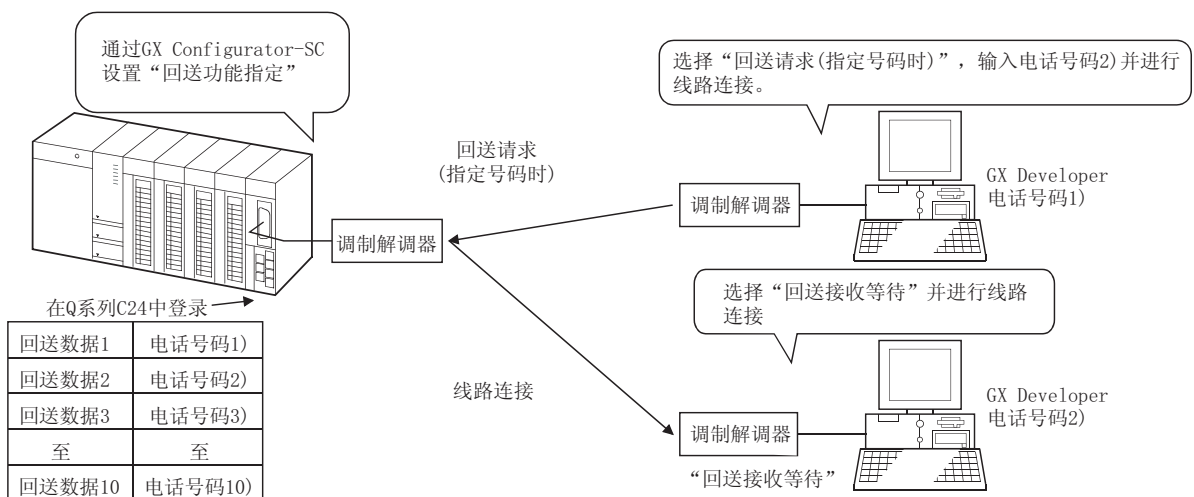 通过GX Configurator-SC
设置“回送功能指定”
选择“回送请求(指定号码时)”，输入电话号码2)并进行
线路连接。
回送请求
(指定号码时)
GX Developer
电话号码1)
调制解调器
调制解调器
选择“回送接收等待”并进行线路
连接
在Q系列C24中登录
回送数据1 电话号码1)
回送数据2 电话号码2)
回送数据3 电话号码3)
至 至
回送数据10 电话号码10)
线路连接
GX Developer
电话号码2)
调制解调器
“回送接收等待”